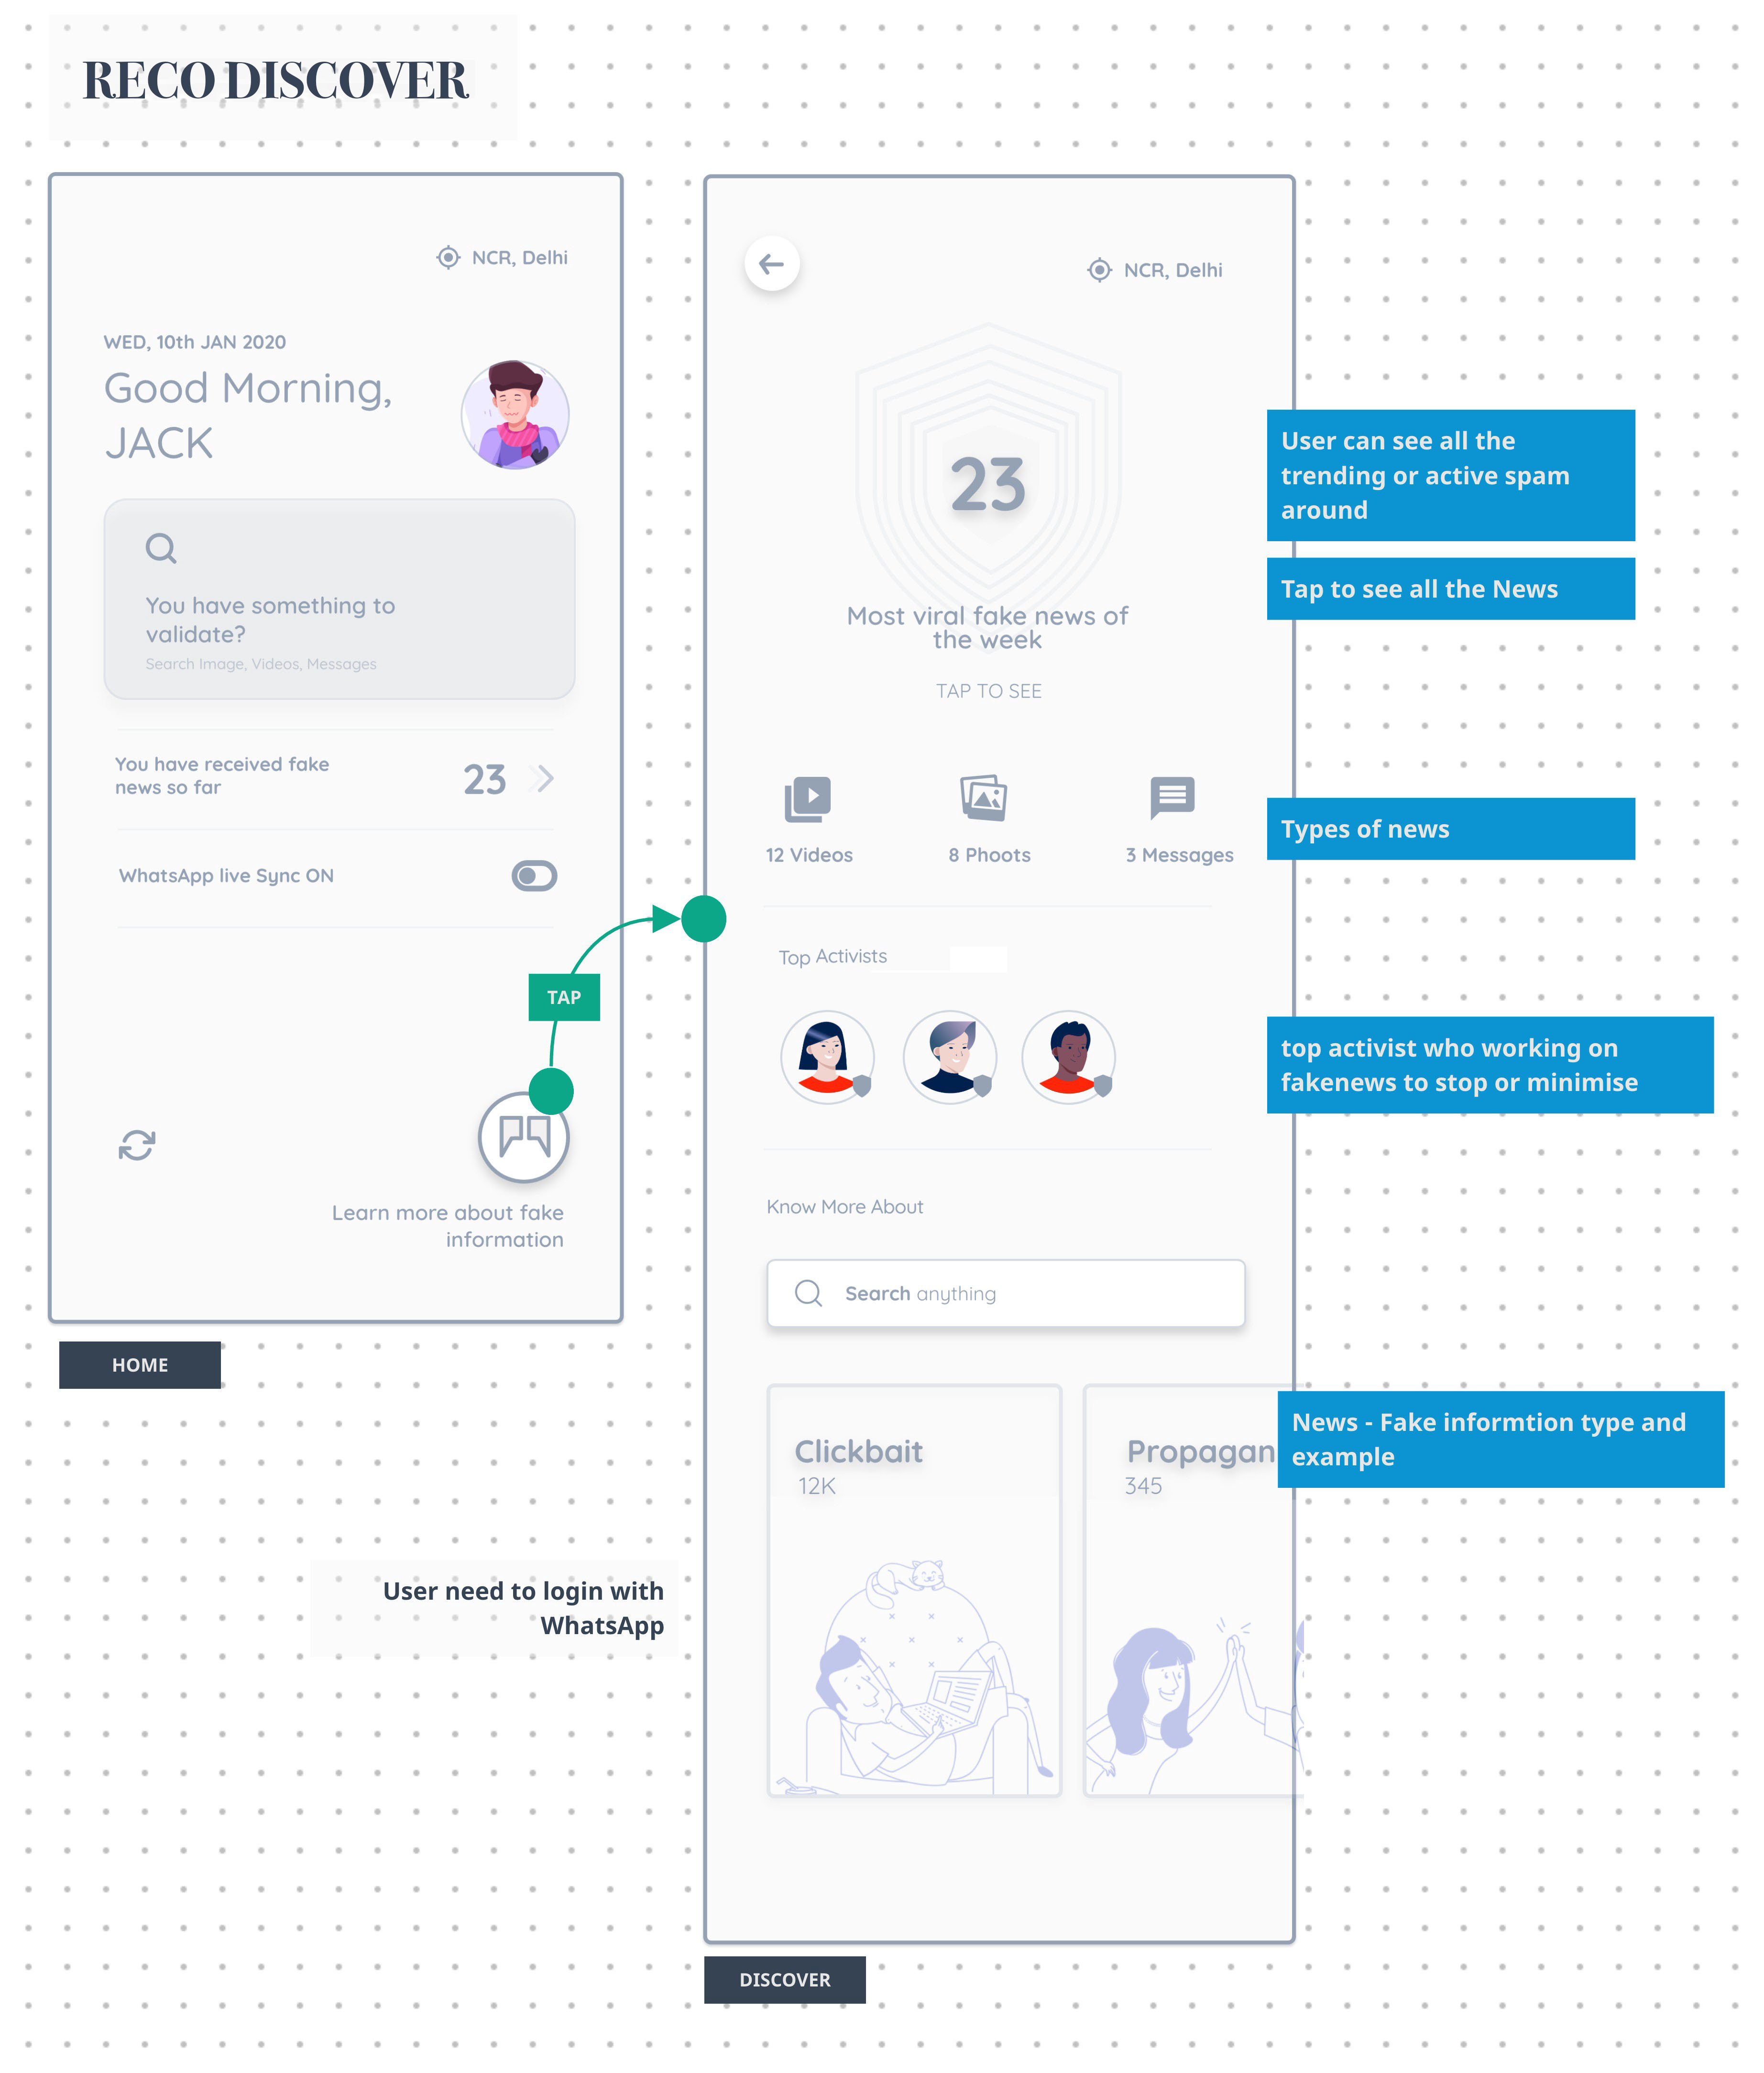 RECO DISCOVER
NCR, Delhi
WED, 10th JAN 2020
Good Morning,
JACK
You have something to
validate?
Search Image, Videos, Messages
You have received fake
news so far
23
WhatsApp live Sync ON
TAP
Learn more about fake
information
HOME
User need to login with
WhatsApp
NCR, Delhi
23
Most viral fake news of
the week
TAP TO SEE
12 Videos
8 Phoots
3 Messages
Top Activists
Know More About
Search anything
Clickbait
12K
Propagan
345
DISCOVER
User can see all the
trending or active spam
around
Tap to see all the News
Types of news
top activist who working on
fakenews to stop or minimise
News - Fake informtion type and
example